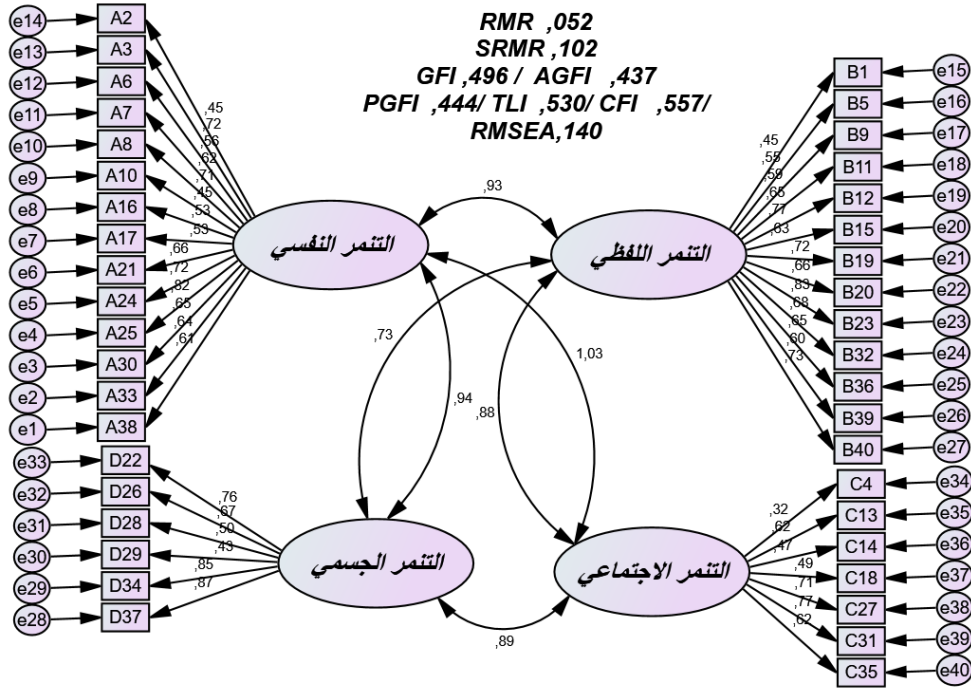 RMR ,052
SRMR ,102
GFI ,496 / AGFI ,437
PGFI ,444/ TLI ,530/ CFI ,557/
RMSEA,140
e14 A2
e13 A3
e12 A6
e11 A7
e10 A8
e9 A10
e8 A16
e7 A17
e6 A21
e5 A24
e4 A25
e3 A30
e2 A33
e1 A38
,45
,72
,56
,62
,71
,45
,53
,53
,66
,72
,82
,65
,64
,61
التنمر النفسي
B1 e15
B5 e16
B9 e17
B11 e18
B12 e19
B15 e20
B19 e21
B20 e22
B23 e23
B32 e24
B36 e25
B39 e26
B40 e27
,45
,55
,59
,65
,77
,63
,72
,66
,83
,68
,65
,60
,73
التنمر اللفظي
,93
,73
1,03
,94
,88
e33 D22
e32 D26
e31 D28
e30 D29
e29 D34
e28 D37
,76
,67
,50
,43
,85
,87
التنمر الجسمي
C4 e34
C13 e35
C14 e36
C18 e37
C27 e38
C31 e39
C35 e40
,32
,62
,47
,49
,71
,77
,62
التنمر الاجتماعي
,89